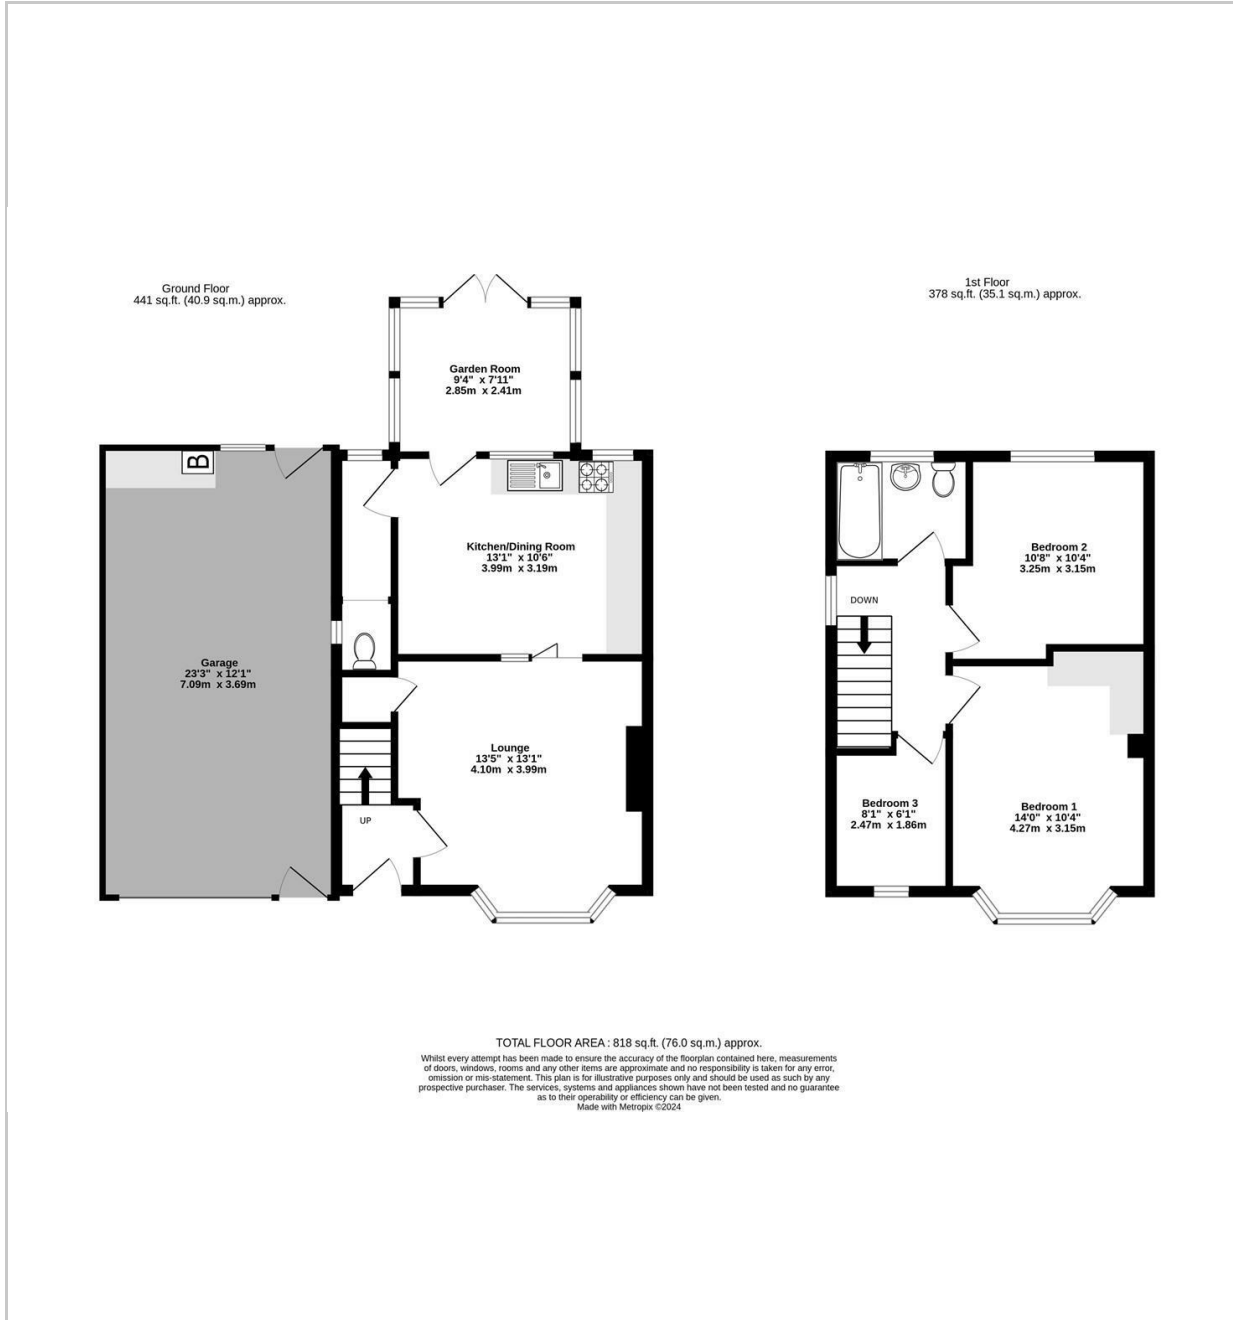 Ground Floor
441 sq.ft. (40.9 sq.m.) approx.
1st Floor
378 sq.ft. (35.1 sq.m.) approx.
Garden Room
9'4" x 7'11"
2.85m x 2.41m
B
Kitchen/Dining Room
13'1" x 10'6"
3.99m x 3.19m
Garage
23'3" x 12'1"
7.09m x 3.69m
Lounge
13'5" x 13'1"
4.10m x 3.99m
UP
Bedroom 2
10'8" x 10'4"
3.25m x 3.15m
DOWN
Bedroom 3
8'1" x 6'1"
2.47m x 1.86m
Bedroom 1
14'0" x 10'4"
4.27m x 3.15m
TOTAL FLOOR AREA : 818 sq.ft. (76.0 sq.m.) approx.
Whilst every attempt has been made to ensure the accuracy of the floorplan contained here, measurements
of doors, windows, rooms and any other items are approximate and no responsibility is taken for any error,
omission or mis-statement. This plan is for illustrative purposes only and should be used as such by any
prospective purchaser. The services, systems and appliances shown have not been tested and no guarantee
as to their operability or efficiency can be given.
Made with Metropix ©2024